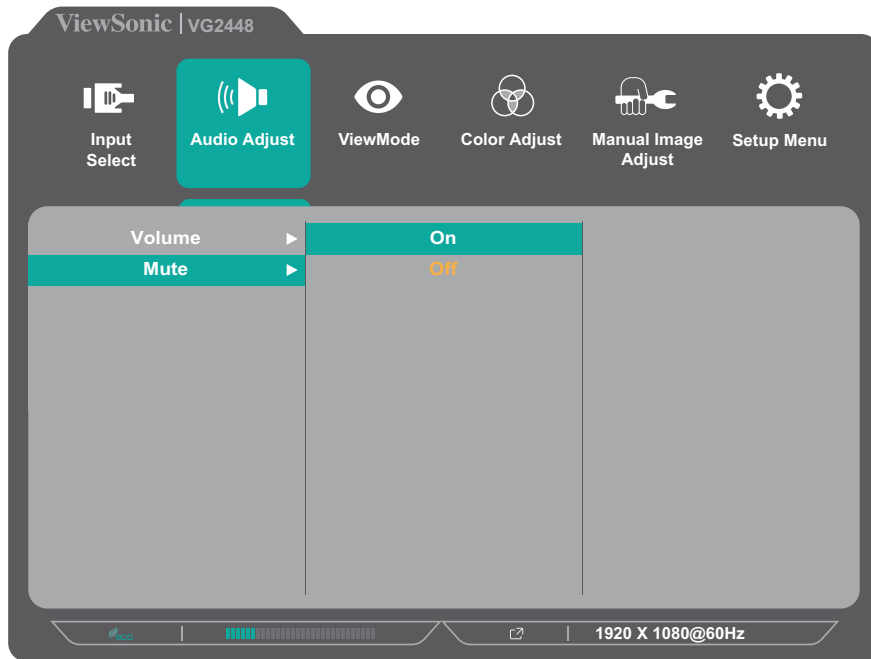 ViewSonic | VG2448
Input
Select
Audio Adjust
ViewMode
Color Adjust
Manual Image
Adjust
Setup Menu
Volume
On
Mute
Off
1920 X 1080@60Hz